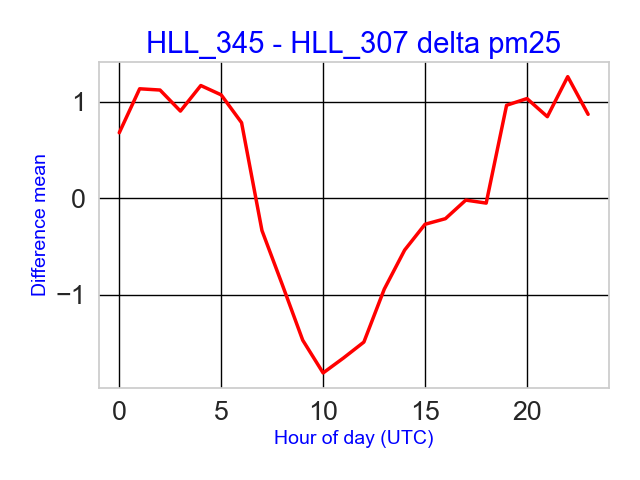 HLL_345 - HLL_307 delta pm25
1
0
−1
Difference mean
0 5 10 15 20
Hour of day (UTC)